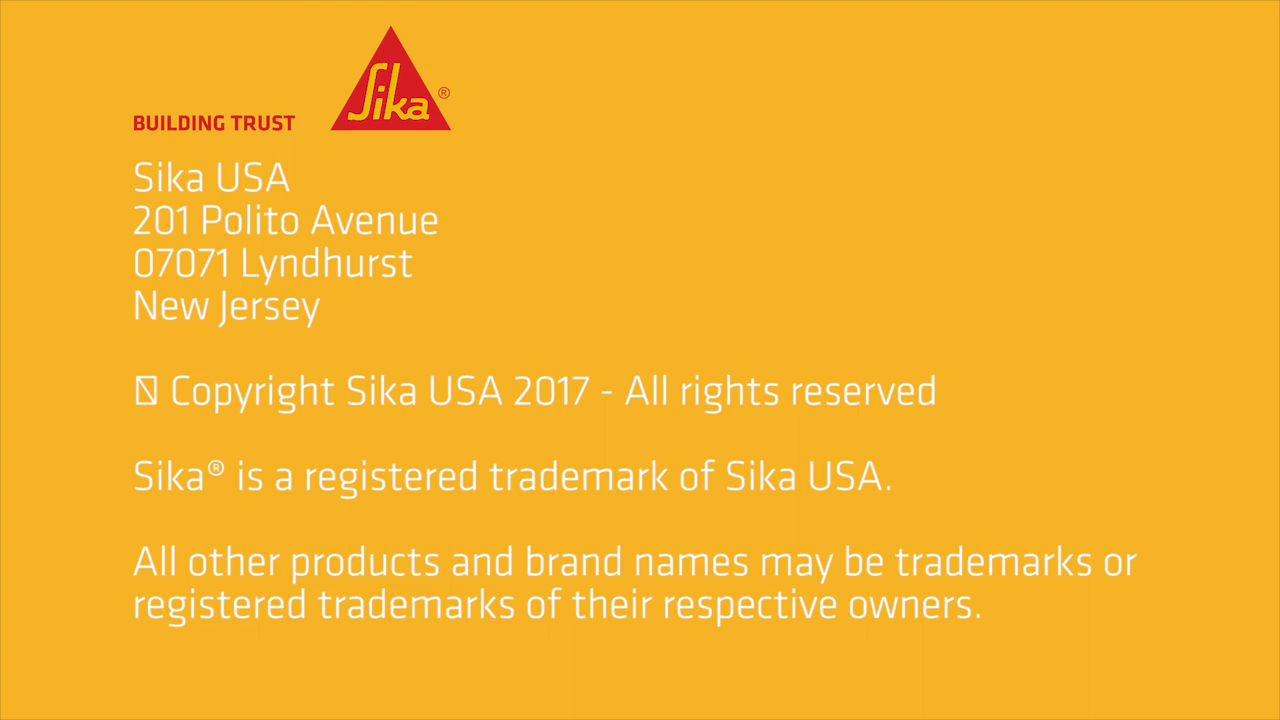 BUILDING TRUST
Sika®
Sika USA
201 Polito Avenue
07071 Lyndhurst
New Jersey
Copyright Sika USA 2017 - All rights reserved
Sika® is a registered trademark of Sika USA.
All other products and brand names may be trademarks or
registered trademarks of their respective owners.